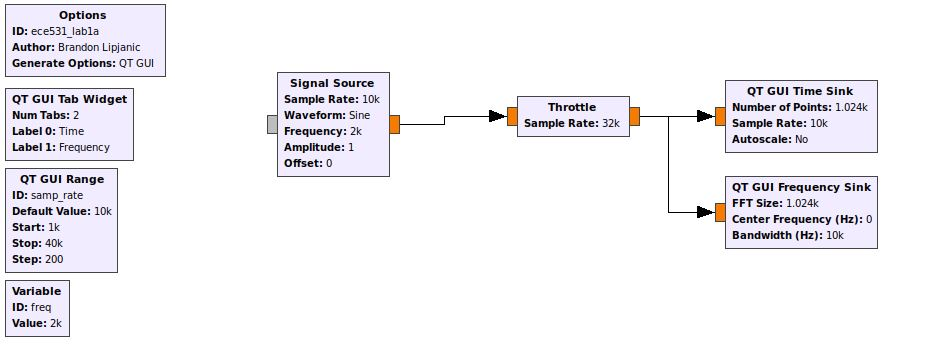 Options
ID: ece531_lab1a
Author: Brandon Lipjanic
Generate Options: QT GUI
QT GUI Tab Widget
Num Tabs: 2
Label 0: Time
Label 1: Frequency
QT GUI Range
ID: samp_rate
Default Value: 10k
Start: 1k
Stop: 40k
Step: 200
Variable
ID: freq
Value: 2k
Signal Source
Sample Rate: 10k
Waveform: Sine
Frequency: 2k
Amplitude: 1
Offset: 0
Throttle
Sample Rate: 32k
QT GUI Time Sink
Number of Points: 1.024k
Sample Rate: 10k
Autoscale: No
QT GUI Frequency Sink
FFT Size: 1.024k
Center Frequency (Hz): 0
Bandwidth (Hz): 10k